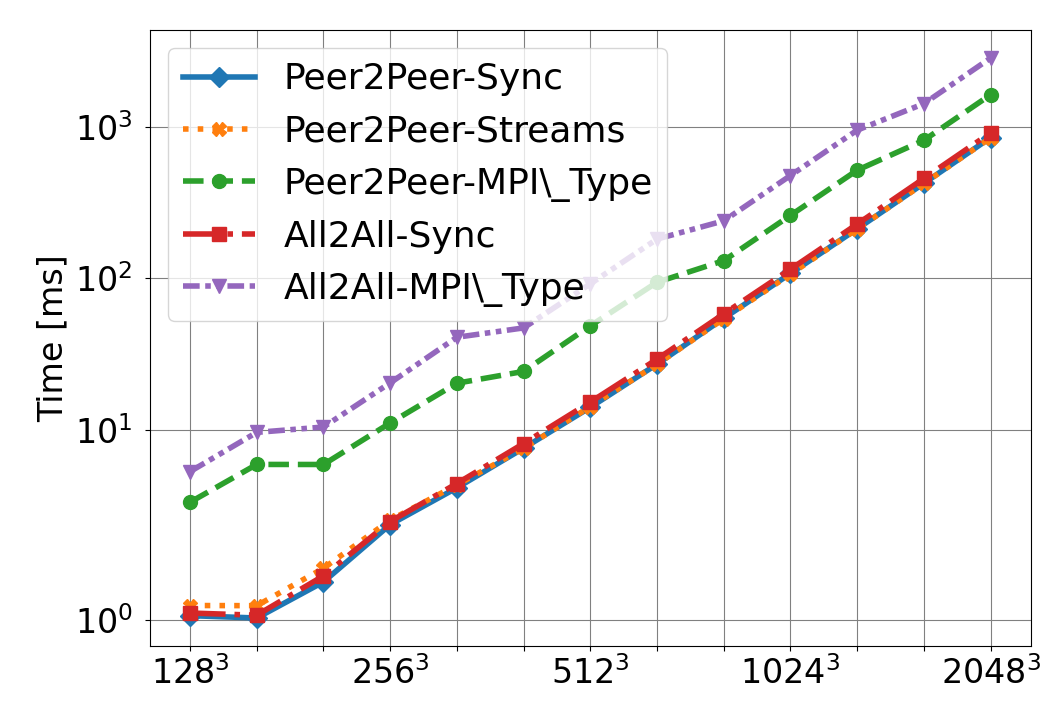 Peer2Peer-Sync
Peer2Peer-Streams
Peer2Peer-MPI\_Type
All2All-Sync
All2All-MPI\_Type
Time [ms]
10³
10²
10¹
10⁰
128³ 256³ 512³ 1024³ 2048³